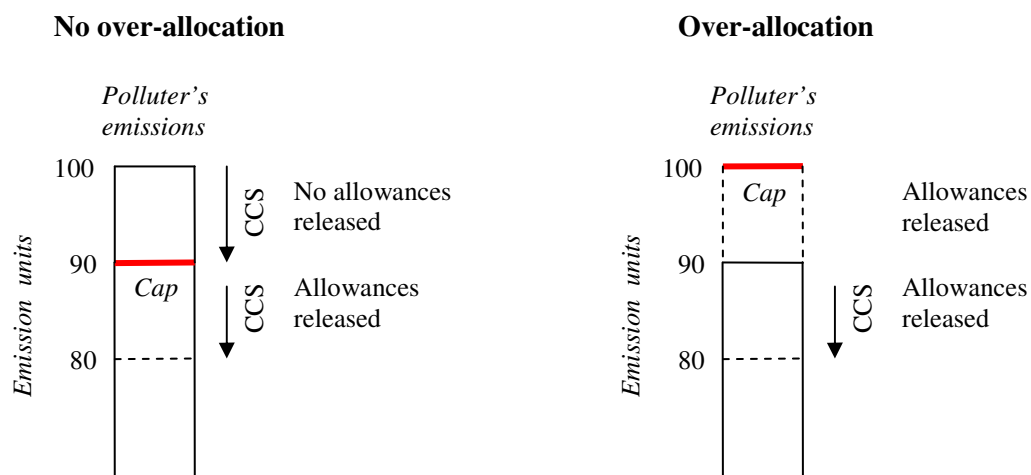 No over-allocation
Polluter's
emissions
100
90
80
Emission units
Cap
CCS
CCS
No allowances
released
Allowances
released
Over-allocation
Polluter's
emissions
100
90
80
Emission units
Cap
CCS
Allowances
released
Allowances
released